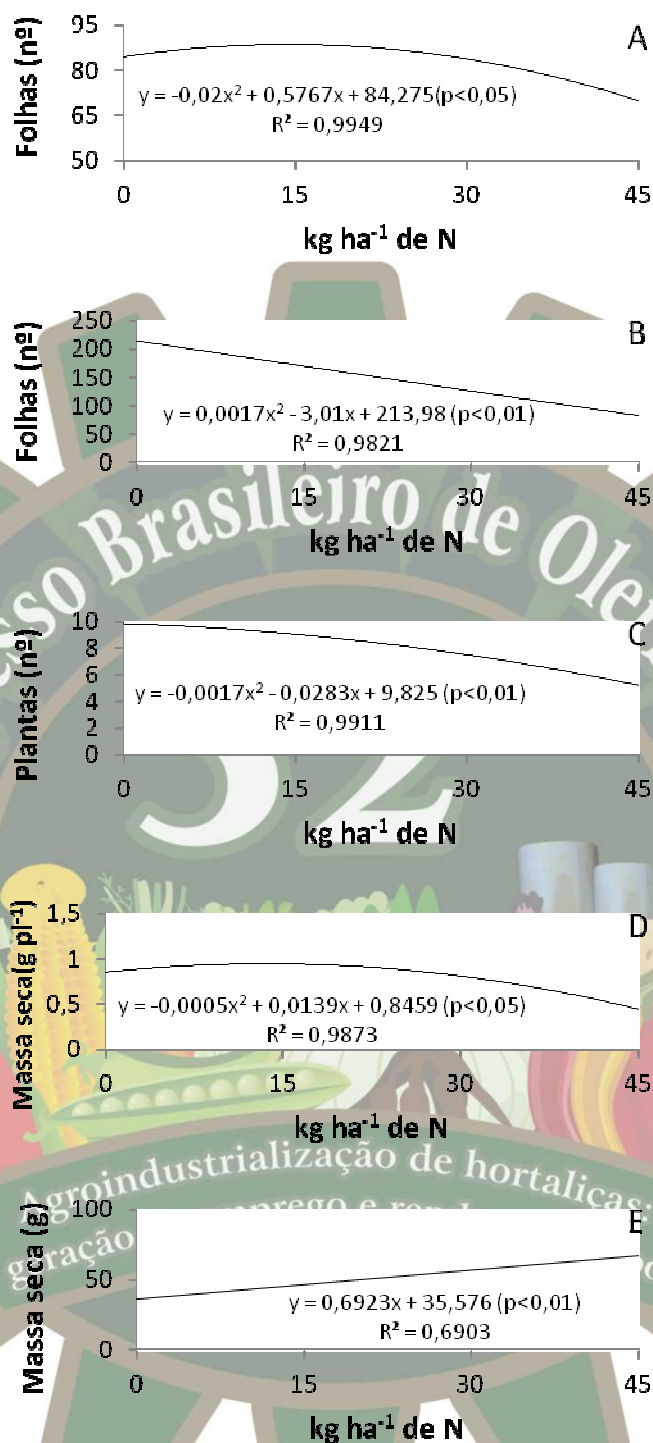 A
Folhas (nº)
95
80
65
50
y = -0,02x² + 0,5767x + 84,275(p<0,05)
R² = 0,9949
0 15 30 45
kg ha⁻¹ de N
B
Folhas (nº)
250
200
150
100
50
0
y = 0,0017x² - 3,01x + 213,98 (p<0,01)
R² = 0,9821
0 15 30 45
kg ha⁻¹ de N
sso Brasileiro de Oler
C
Plantas (nº)
10
8
6
4
2
0
y = -0,0017x² - 0,0283x + 9,825 (p<0,01)
R² = 0,9911
0 15 30 45
kg ha⁻¹ de N
52
D
Massa seca(g pl⁻¹)
1,5
1
0,5
0
y = -0,0005x² + 0,0139x + 0,8459 (p<0,05)
R² = 0,9873
0 15 30 45
kg ha⁻¹ de N
Agroindustrialização de hortaliças:
geração
E
Massa seca (g)
100
50
0
y = 0,6923x + 35,576 (p<0,01)
R² = 0,6903
0 15 30 45
kg ha⁻¹ de N